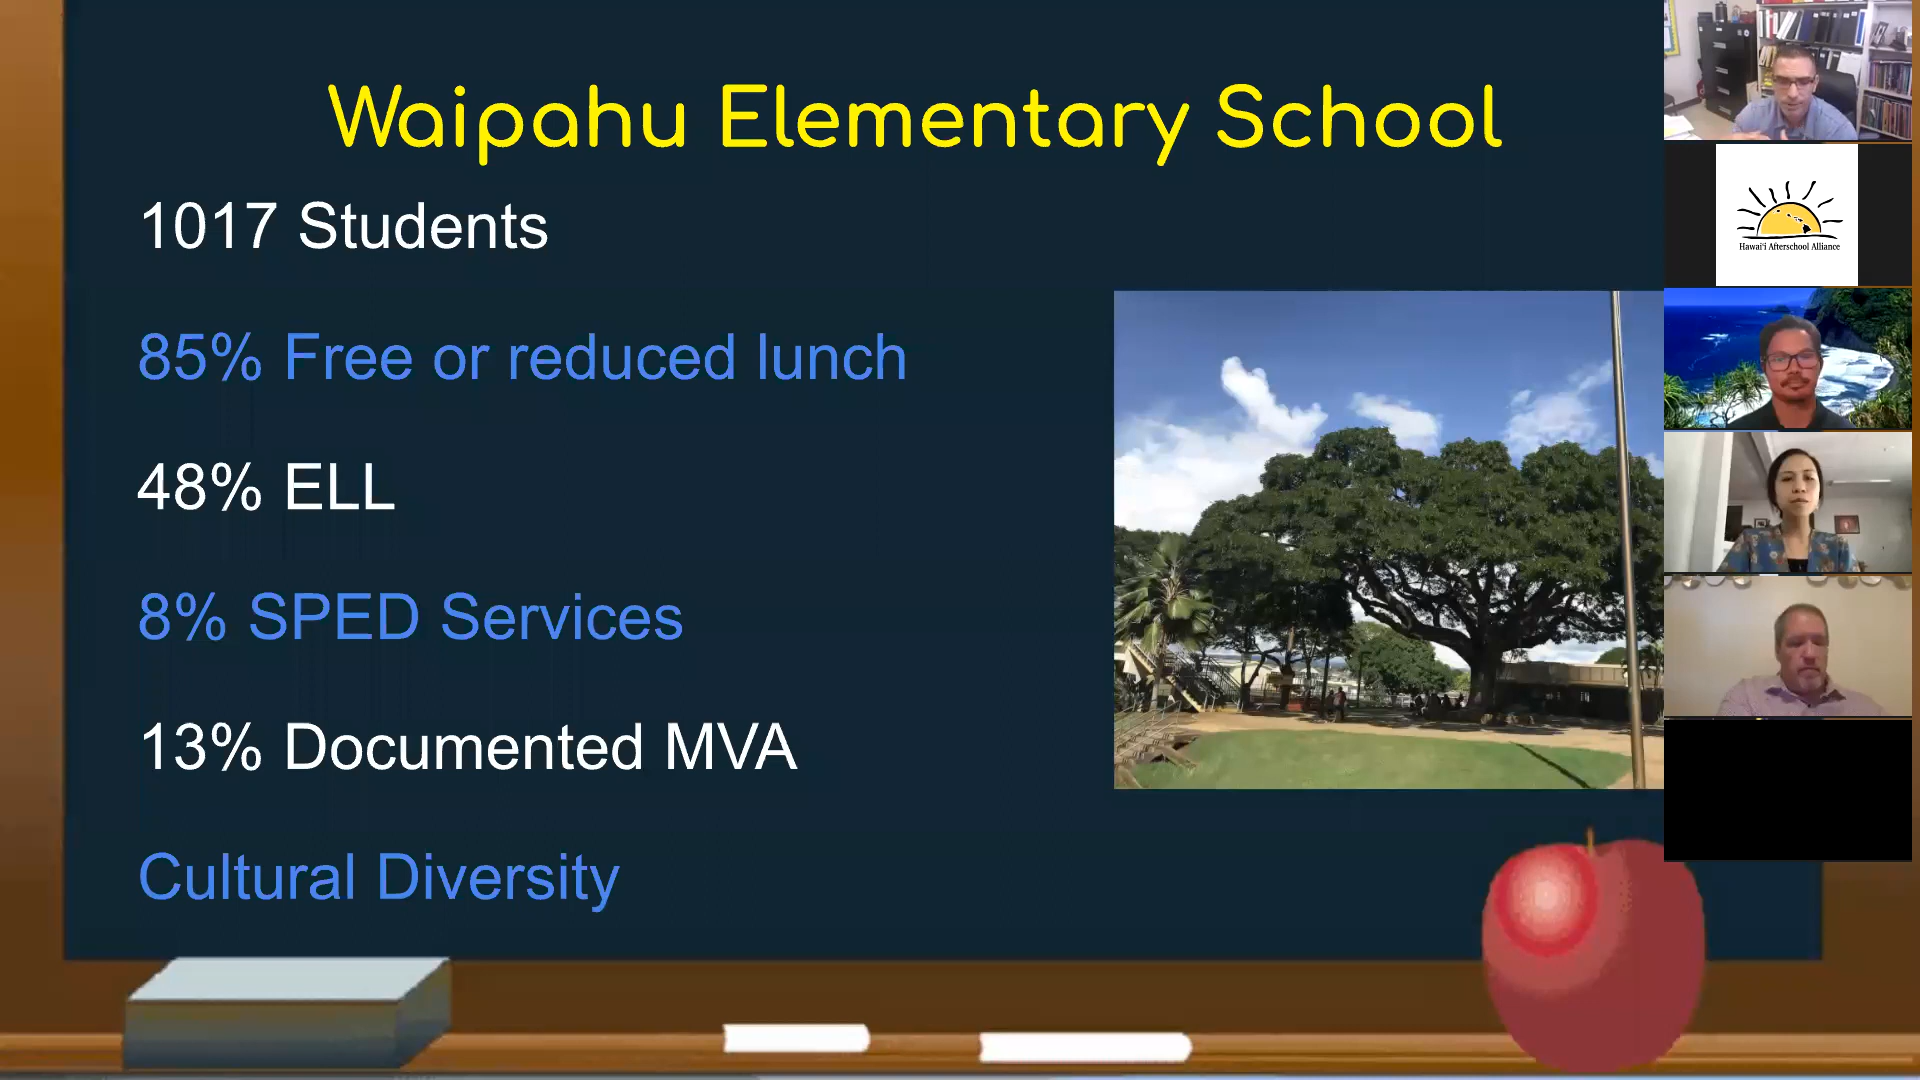 Waipahu Elementary School
1017 Students
85% Free or reduced lunch
48% ELL
8% SPED Services
13% Documented MVA
Cultural Diversity
Hawai'i Afterschool Alliance